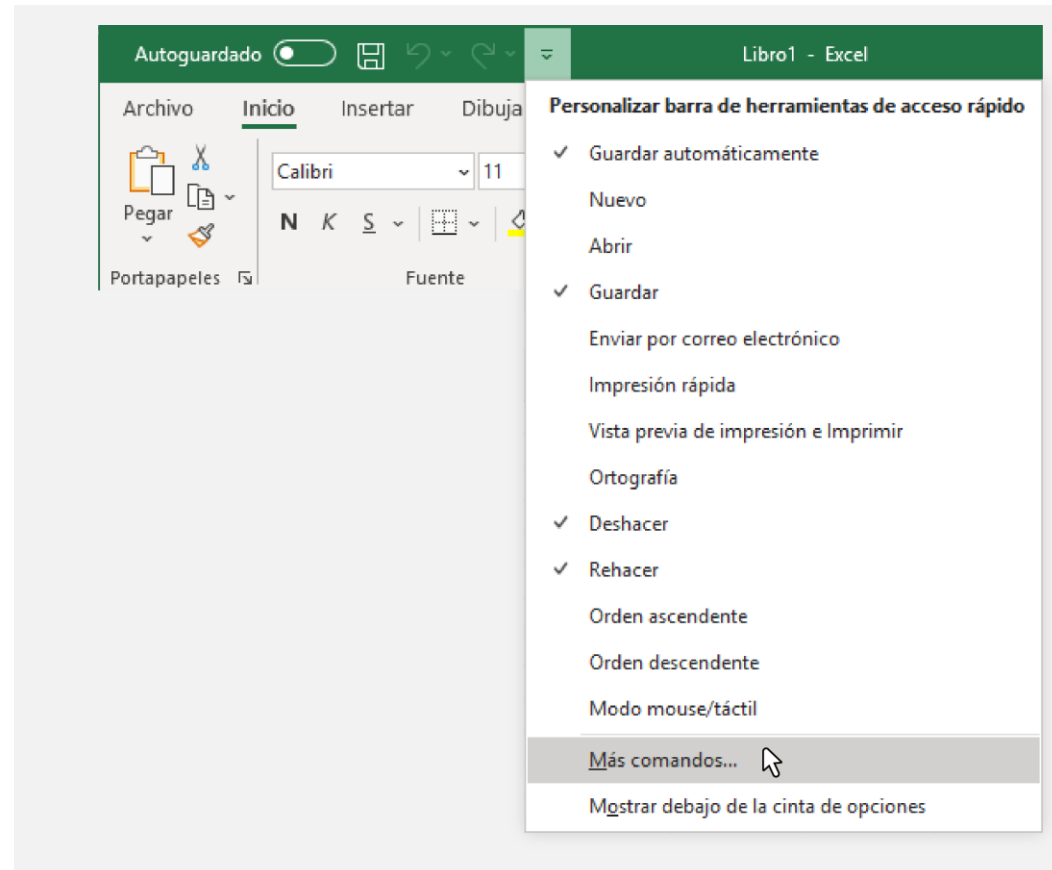 Autoguardado
Libro1 - Excel
Archivo Inicio Insertar Dibuja
Pegar
Calibri 11
N K S
Portapapeles Fuente
Personalizar barra de herramientas de acceso rápido
Guardar automáticamente
Nuevo
Abrir
Guardar
Enviar por correo electrónico
Impresión rápida
Vista previa de impresión e Imprimir
Ortografía
Deshacer
Rehacer
Orden ascendente
Orden descendente
Modo mouse/táctil
Más comandos...
Mostrar debajo de la cinta de opciones